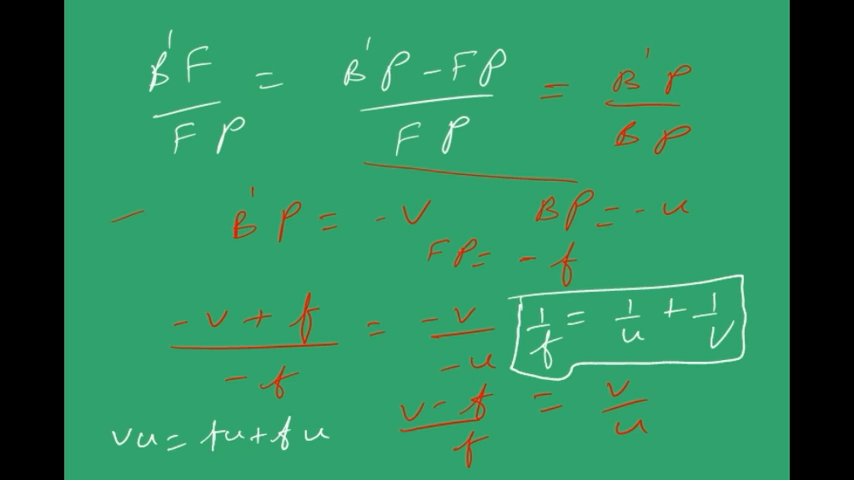 B'F / FP = B'P - FP / FP = B'P / BP
- B'P = -v BP = -u
FP = -f
-v + f / -f = -v / -u
1/f = 1/u + 1/v
v - f / f = v / u
vu = fu + fu